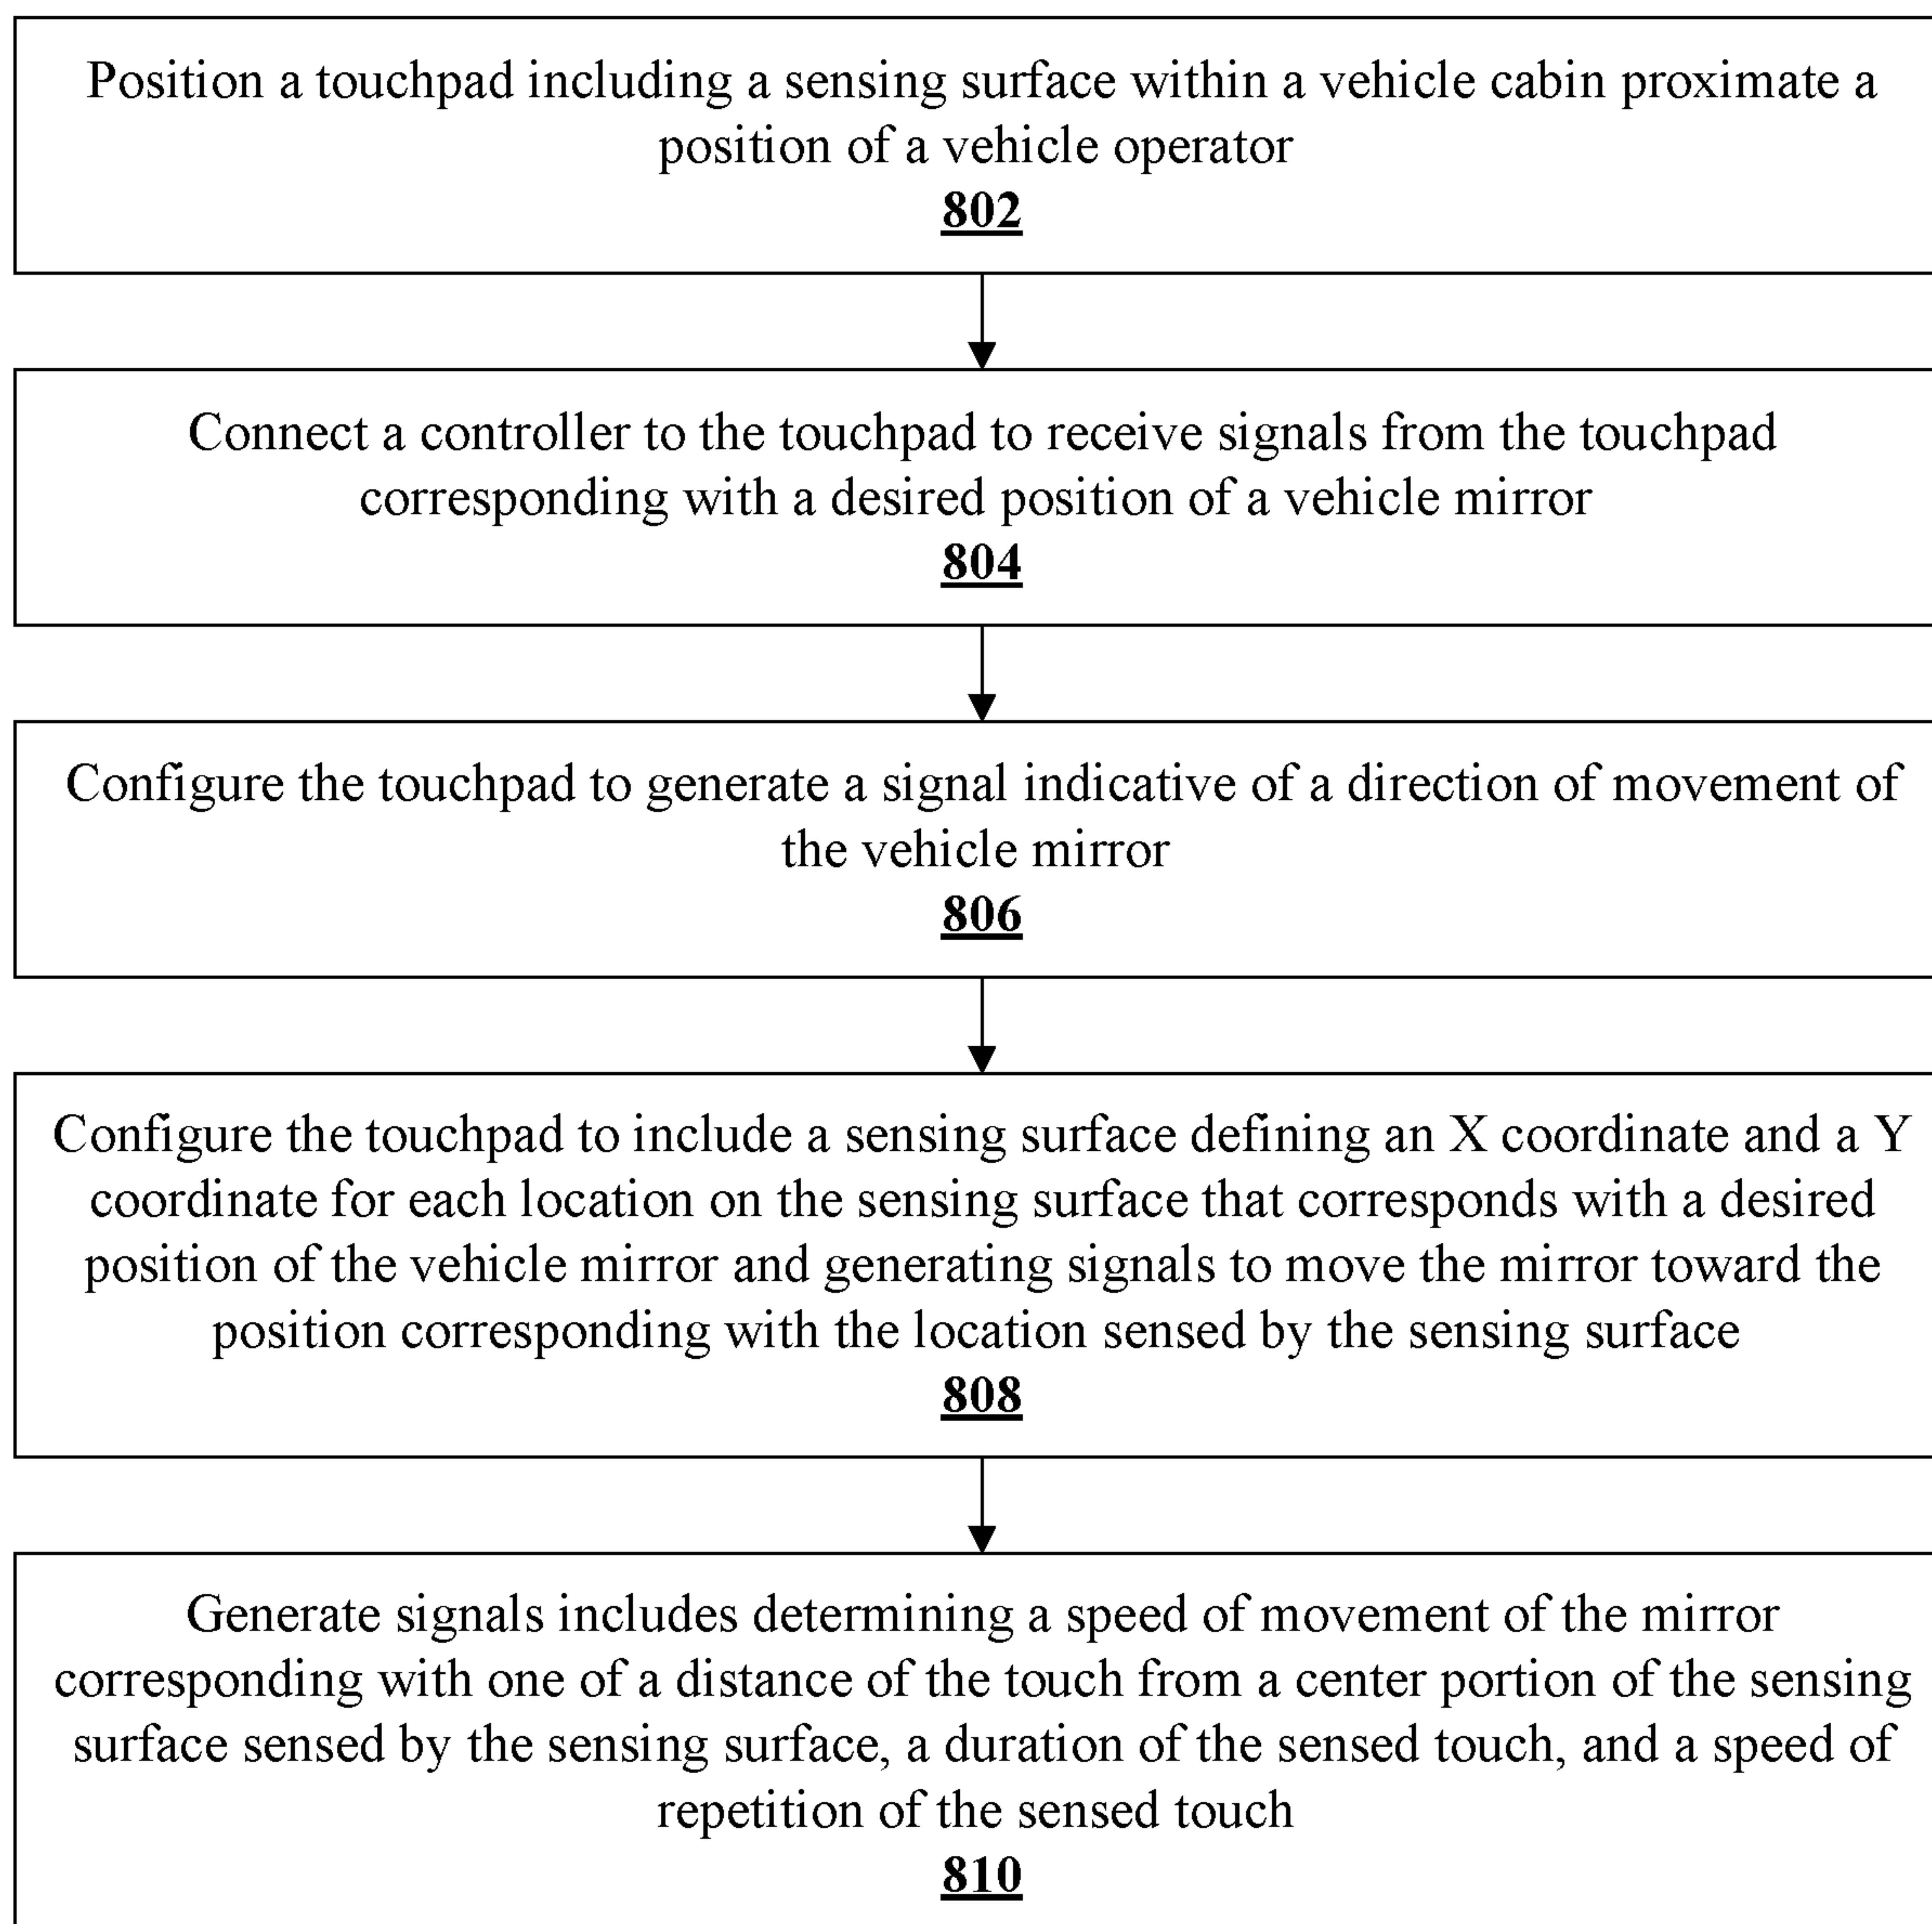 Position a touchpad including a sensing surface within a vehicle cabin proximate a
position of a vehicle operator
802
Connect a controller to the touchpad to receive signals from the touchpad
corresponding with a desired position of a vehicle mirror
804
Configure the touchpad to generate a signal indicative of a direction of movement of
the vehicle mirror
806
Configure the touchpad to include a sensing surface defining an X coordinate and a Y
coordinate for each location on the sensing surface that corresponds with a desired
position of the vehicle mirror and generating signals to move the mirror toward the
position corresponding with the location sensed by the sensing surface
808
Generate signals includes determining a speed of movement of the mirror
corresponding with one of a distance of the touch from a center portion of the sensing
surface sensed by the sensing surface, a duration of the sensed touch, and a speed of
repetition of the sensed touch
810